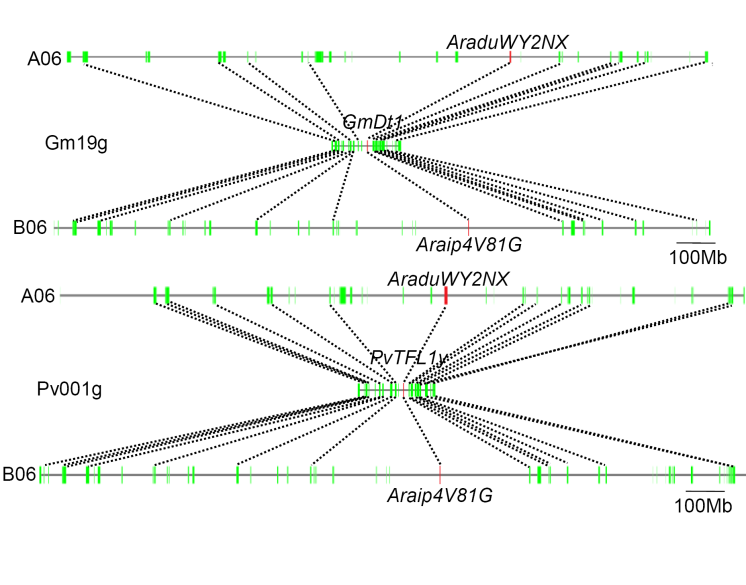 AraduWY2NX
A06
GmDt1
Gm19g
B06
Araip4V81G
100Mb
AraduWY2NX
A06
PvTFL1y
Pv001g
B06
Araip4V81G
100Mb